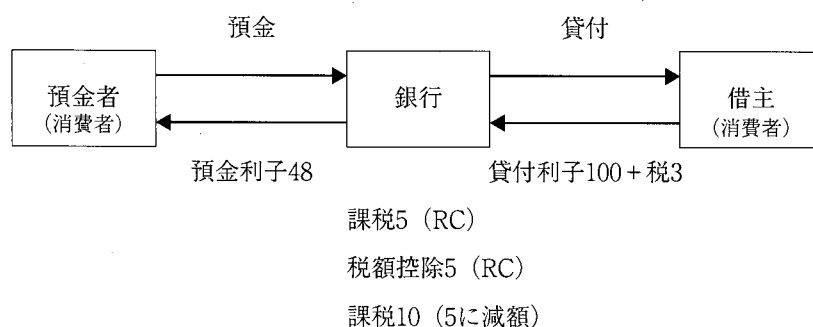 預金
貸付
預金者
(消費者)
銀行
借主
(消費者)
預金利子48
貸付利子100+税3
課税5 (RC)
税額控除5 (RC)
課税10 (5に減額)